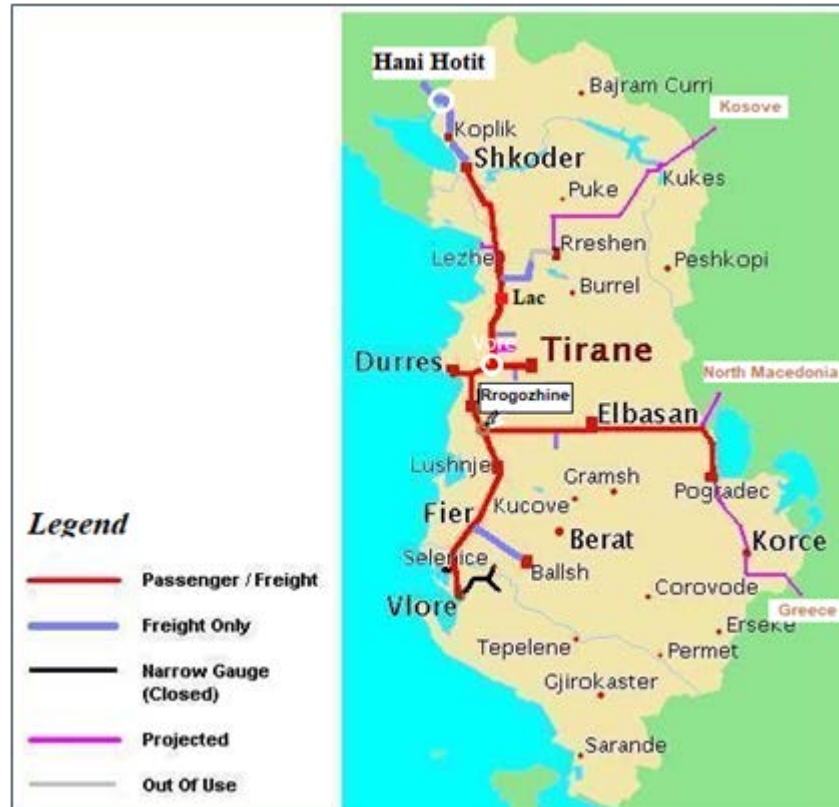 Hani Hotit
Bajram Curri
Kosove
Koplik
Shkoder
Puke
Kukes
Lezhe
Rreshen
Peshkopi
Burrel
Lac
Vore
Tirane
Durres
North Macedonia
Rrogozhine
Elbasan
Lushnje
Gramsh
Pogradec
Kucove
Fier
Berat
Korce
Selenice
Ballsh
Vlore
Corovode
Greece
Erseke
Tepelene
Permet
Gjirokaster
Sarande
Legend
Passenger / Freight
Freight Only
Narrow Gauge
(Closed)
Projected
Out Of Use